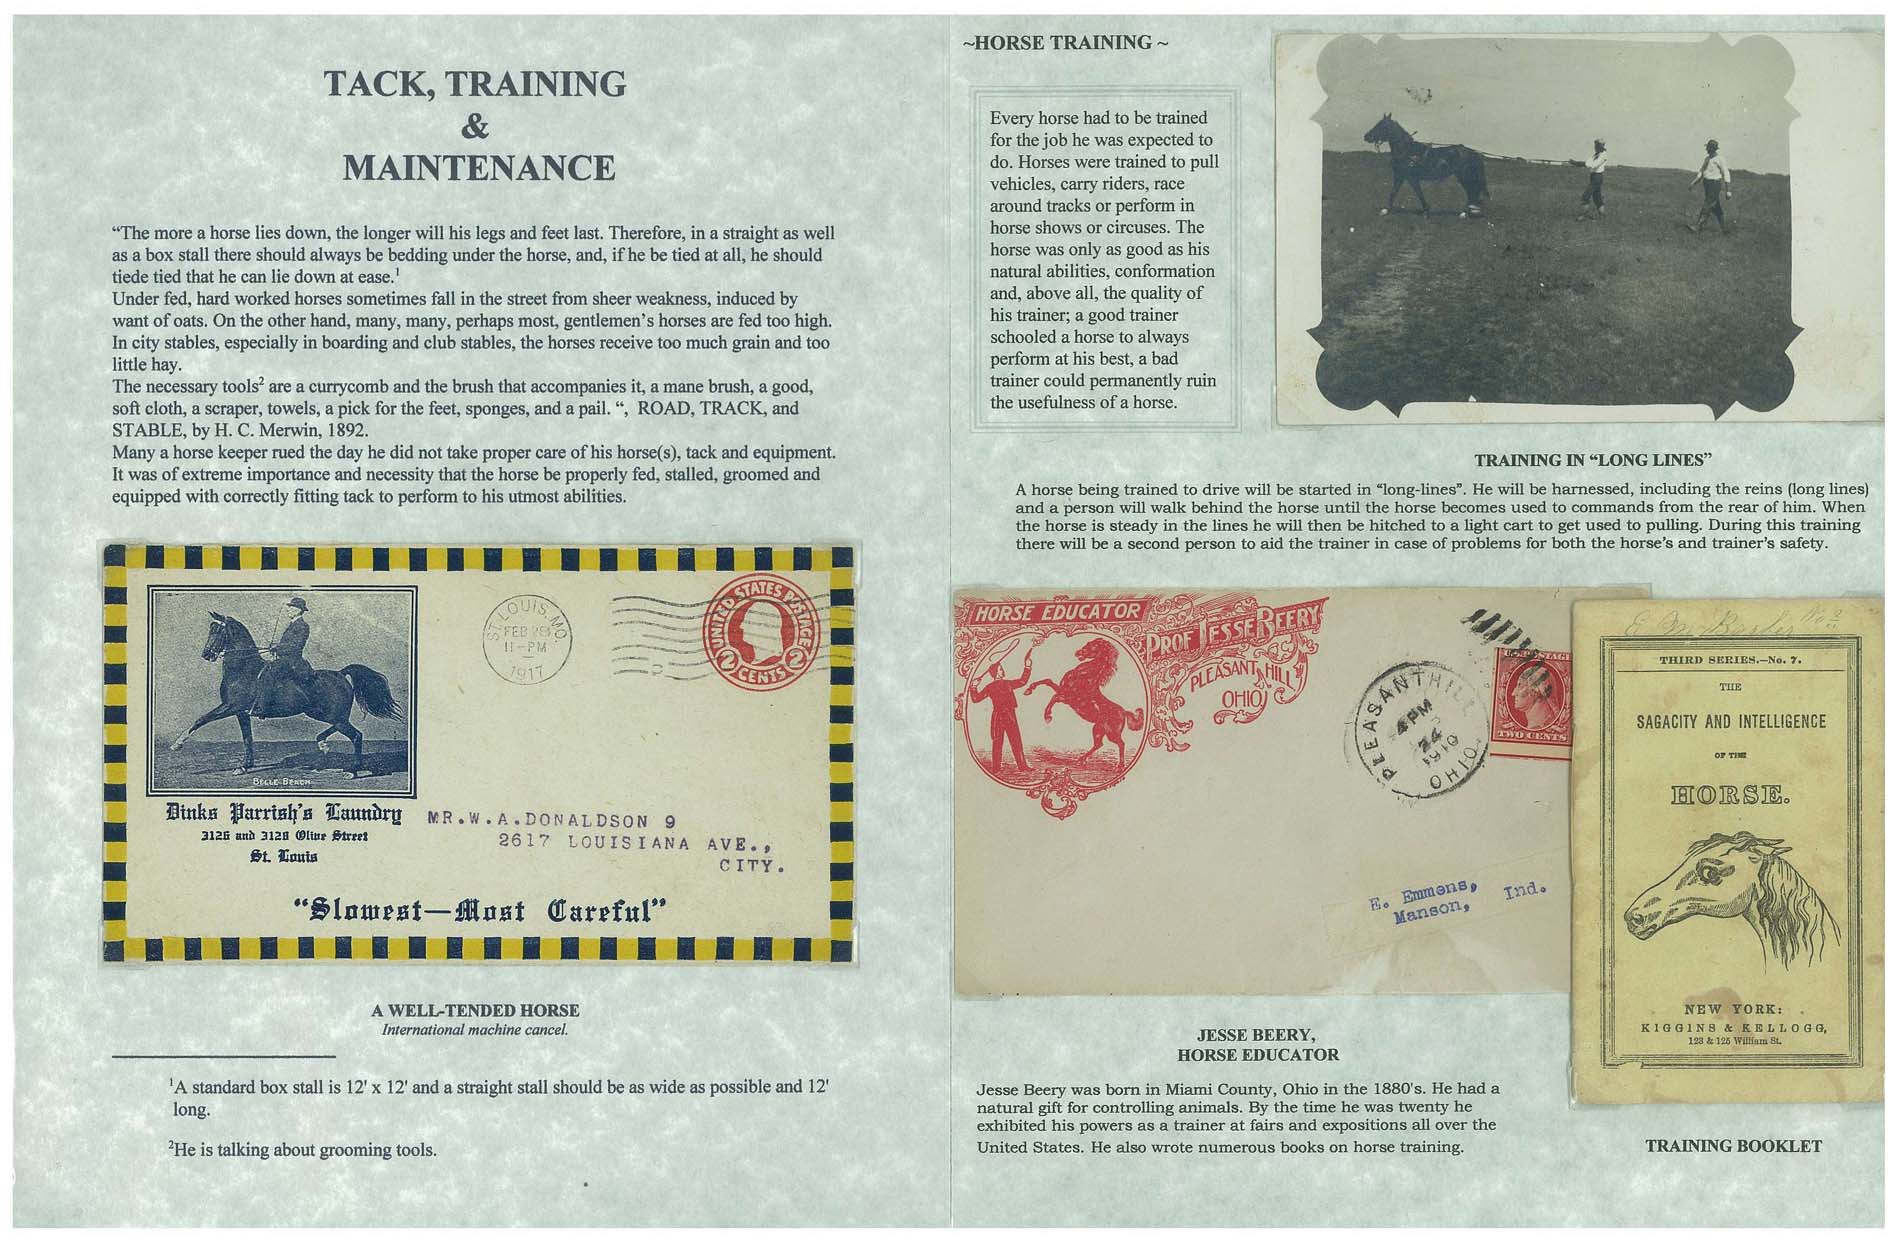 TACK, TRAINING
&
MAINTENANCE
“The more a horse lies down, the longer will his legs and feet last. Therefore, in a straight as well
as a box stall there should always be bedding under the horse, and, if he be tied at all, he should
tiede tied that he can lie down at ease.¹
Under fed, hard worked horses sometimes fall in the street from sheer weakness, induced by
want of oats. On the other hand, many, many, perhaps most, gentlemen’s horses are fed too high.
In city stables, especially in boarding and club stables, the horses receive too much grain and too
little hay.
The necessary tools² are a currycomb and the brush that accompanies it, a mane brush, a good,
soft cloth, a scraper, towels, a pick for the feet, sponges, and a pail. “, ROAD, TRACK, and
STABLE, by H. C. Merwin, 1892.
Many a horse keeper rued the day he did not take proper care of his horse(s), tack and equipment.
It was of extreme importance and necessity that the horse be properly fed, stalled, groomed and
equipped with correctly fitting tack to perform to his utmost abilities.
BELLE BEACH
Dinks Parrish's Laundry
3126 and 3128 Olive Street
St. Louis
ST. LOUIS, MO.
FEB 28
11-PM
1917
UNITED STATES POSTAGE
2 CENTS 2
MR.W.A.DONALDSON 9
2617 LOUISIANA AVE.,
CITY.
“Slowest—Most Careful”
A WELL-TENDED HORSE
International machine cancel.
¹A standard box stall is 12' x 12' and a straight stall should be as wide as possible and 12'
long.
²He is talking about grooming tools.
~HORSE TRAINING ~
Every horse had to be trained
for the job he was expected to
do. Horses were trained to pull
vehicles, carry riders, race
around tracks or perform in
horse shows or circuses. The
horse was only as good as his
natural abilities, conformation
and, above all, the quality of
his trainer; a good trainer
schooled a horse to always
perform at his best, a bad
trainer could permanently ruin
the usefulness of a horse.
TRAINING IN “LONG LINES”
A horse being trained to drive will be started in “long-lines”. He will be harnessed, including the reins (long lines)
and a person will walk behind the horse until the horse becomes used to commands from the rear of him. When
the horse is steady in the lines he will then be hitched to a light cart to get used to pulling. During this training
there will be a second person to aid the trainer in case of problems for both the horse’s and trainer’s safety.
HORSE EDUCATOR
PROF. JESSE BEERY
PLEASANT HILL
OHIO
PLEASANT HILL
4 PM
24
1910
OHIO
TWO CENTS
E. Emmens,
Manson, Ind.
THIRD SERIES.—No. 7.
THE
SAGACITY AND INTELLIGENCE
OF THE
HORSE.
NEW YORK:
KIGGINS & KELLOGG,
123 & 125 William St.
JESSE BEERY,
HORSE EDUCATOR
Jesse Beery was born in Miami County, Ohio in the 1880's. He had a
natural gift for controlling animals. By the time he was twenty he
exhibited his powers as a trainer at fairs and expositions all over the
United States. He also wrote numerous books on horse training.
TRAINING BOOKLET